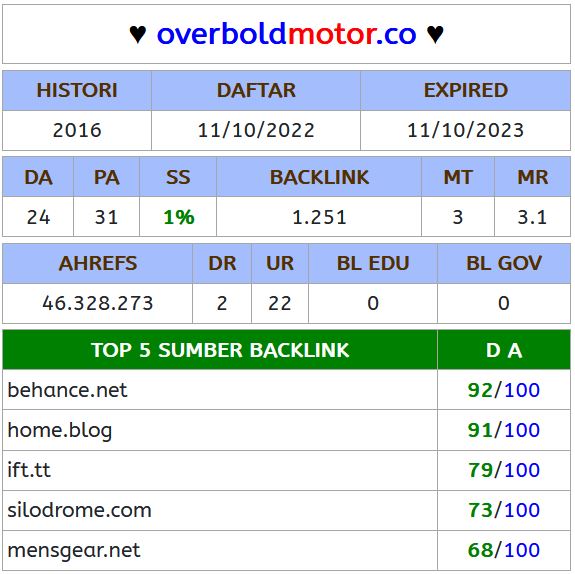 ♥ overboldmotor.co ♥
HISTORI DAFTAR EXPIRED
2016 11/10/2022 11/10/2023
DA PA SS BACKLINK MT MR
24 31 1% 1.251 3 3.1
AHREFS DR UR BL EDU BL GOV
46.328.273 2 22 0 0
TOP 5 SUMBER BACKLINK D A
behance.net 92/100
home.blog 91/100
ift.tt 79/100
silodrome.com 73/100
mensgear.net 68/100